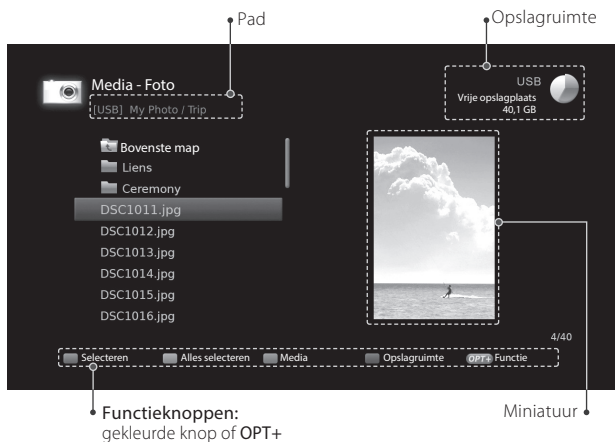 Pad
Opslagruimte
Media - Foto
[USB] My Photo / Trip
USB
Vrije opslagplaats
40,1 GB
Bovenste map
Liens
Ceremony
DSC1011.jpg
DSC1012.jpg
DSC1013.jpg
DSC1014.jpg
DSC1015.jpg
DSC1016.jpg
4/40
Selecteren Alles selecteren Media Opslagruimte OPT+ Functie
Functieknoppen:
gekleurde knop of OPT+
Miniatuur